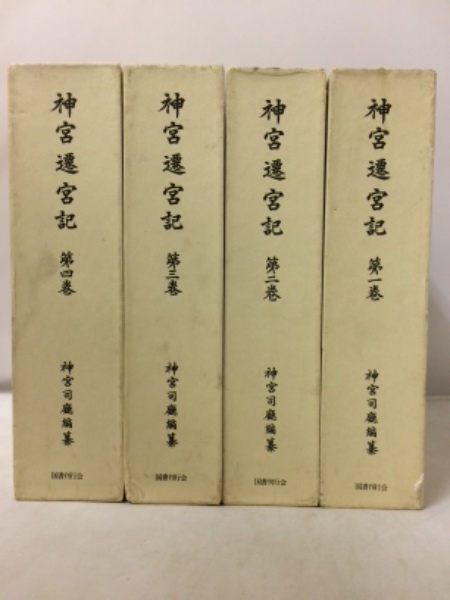 神宮遷宮記
第一巻
神宮司廳編纂
国書刊行会
神宮遷宮記
第二巻
神宮司廳編纂
国書刊行会
神宮遷宮記
第三巻
神宮司廳編纂
国書刊行会
神宮遷宮記
第四巻
神宮司廳編纂
国書刊行会